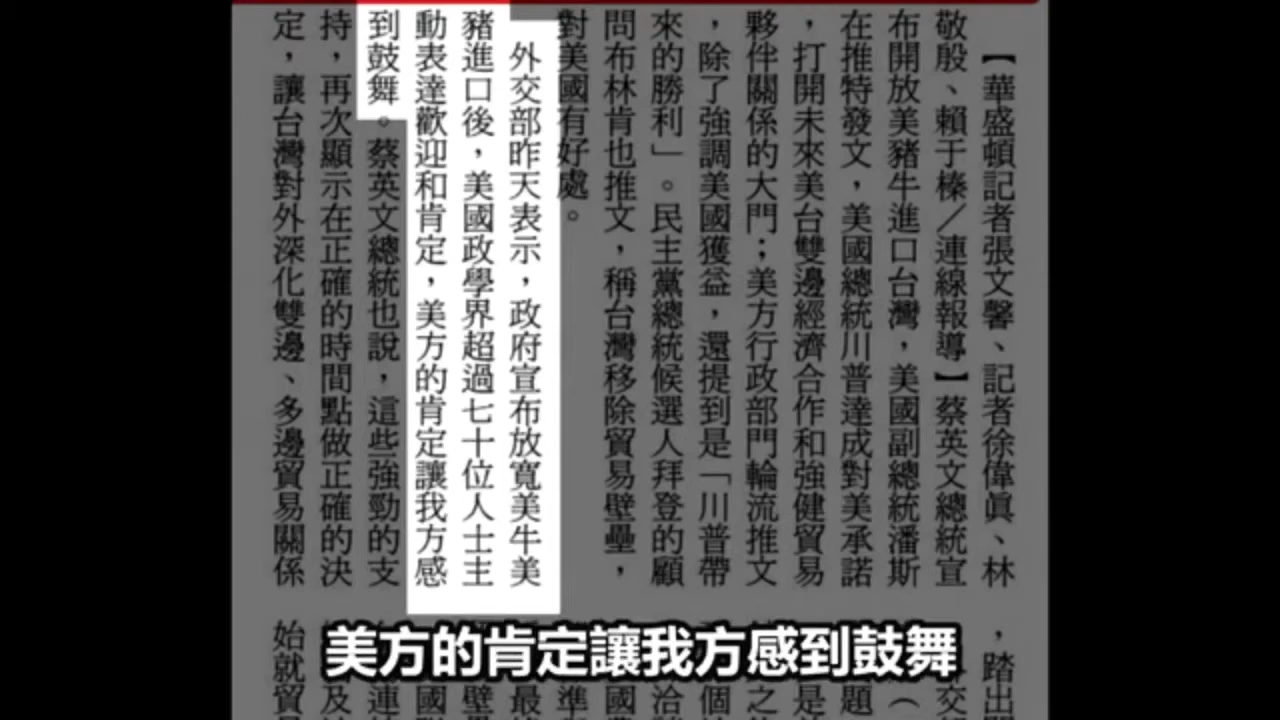 【華盛頓記者張文馨、記者徐偉眞、林
敬殷、賴于榛／連線報導】蔡英文總統宣
布開放美豬牛進口台灣，美國副總統潘斯
在推特發文，美國總統川普達成對美承諾
，打開未來美台雙邊經濟合作和強健貿易
夥伴關係的大門；美方行政部門輪流推文
，除了強調美國獲益，還提到是「川普帶
來的勝利」。民主黨總統候選人拜登的顧
問布林肯也推文，稱台灣移除貿易壁壘，
對美國有好處。
外交部昨天表示，政府宣布放寬美牛美
豬進口後，美國政學界超過七十位人士主
動表達歡迎和肯定，美方的肯定讓我方感
到鼓舞。蔡英文總統也說，這些強勁的支
持，再次顯示在正確的時間點做正確的決
定，讓台灣對外深化雙邊、多邊貿易關係
，踏出
始就貿
美方的肯定讓我方感到鼓舞